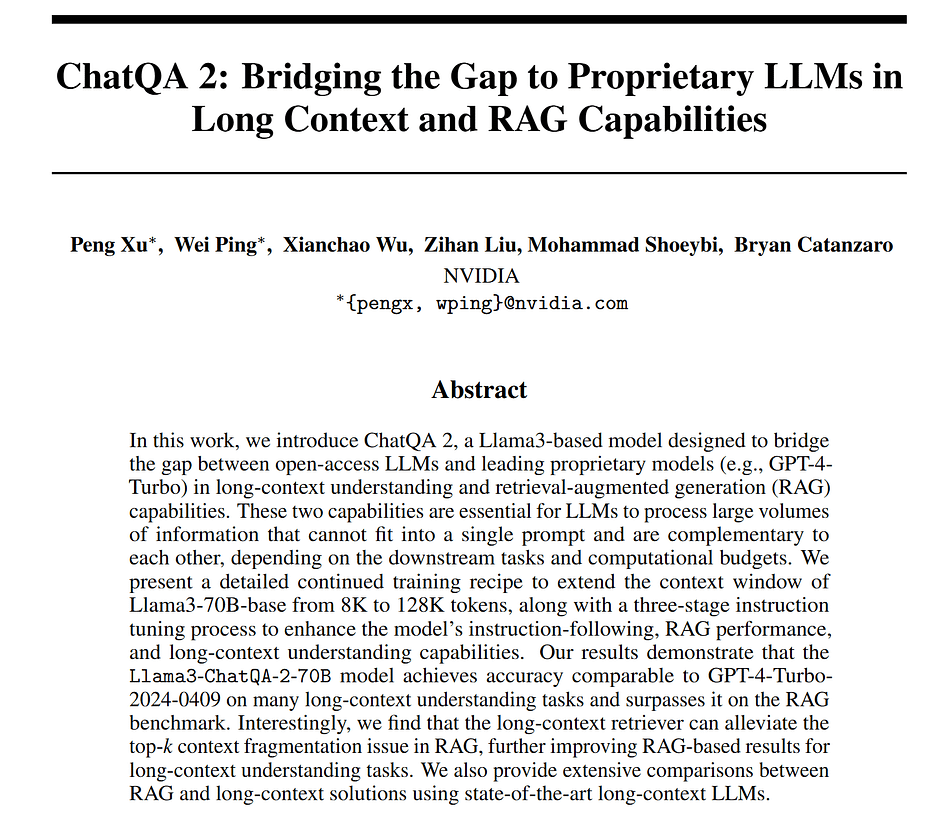 ChatQA 2: Bridging the Gap to Proprietary LLMs in
Long Context and RAG Capabilities
Peng Xu*, Wei Ping*, Xianchao Wu, Zihan Liu, Mohammad Shoeybi, Bryan Catanzaro
NVIDIA
*{pengx, wping}@nvidia.com
Abstract
In this work, we introduce ChatQA 2, a Llama3-based model designed to bridge
the gap between open-access LLMs and leading proprietary models (e.g., GPT-4-
Turbo) in long-context understanding and retrieval-augmented generation (RAG)
capabilities. These two capabilities are essential for LLMs to process large volumes
of information that cannot fit into a single prompt and are complementary to
each other, depending on the downstream tasks and computational budgets. We
present a detailed continued training recipe to extend the context window of
Llama3-70B-base from 8K to 128K tokens, along with a three-stage instruction
tuning process to enhance the model's instruction-following, RAG performance,
and long-context understanding capabilities. Our results demonstrate that the
Llama3-ChatQA-2-70B model achieves accuracy comparable to GPT-4-Turbo-
2024-0409 on many long-context understanding tasks and surpasses it on the RAG
benchmark. Interestingly, we find that the long-context retriever can alleviate the
top-k context fragmentation issue in RAG, further improving RAG-based results for
long-context understanding tasks. We also provide extensive comparisons between
RAG and long-context solutions using state-of-the-art long-context LLMs.